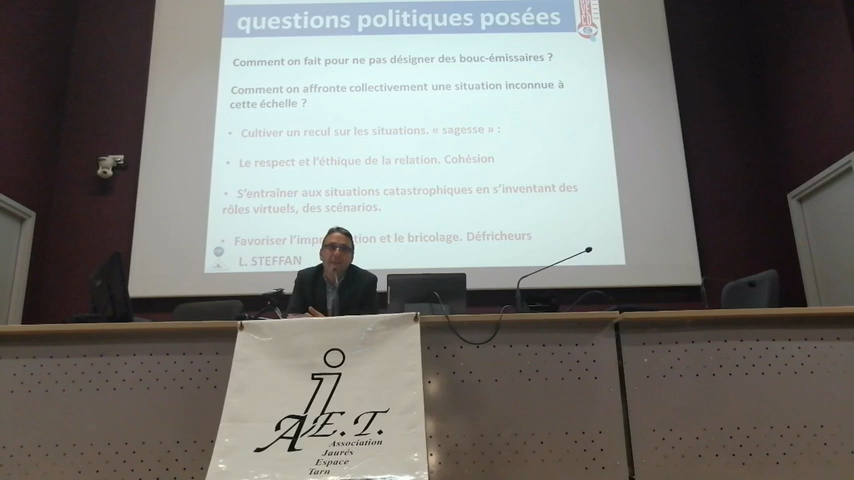 questions politiques posées
Comment on fait pour ne pas désigner des bouc-émissaires ?
Comment on affronte collectivement une situation inconnue à
cette échelle ?
• Cultiver un recul sur les situations. « sagesse » :
• Le respect et l'éthique de la relation. Cohésion
• S'entraîner aux situations catastrophiques en s'inventant des
rôles virtuels, des scénarios.
• Favoriser l'impr tion et le bricolage. Défricheurs
L. STEFFAN
A j E.T.
Association
Jaurés
Espace
Tarn